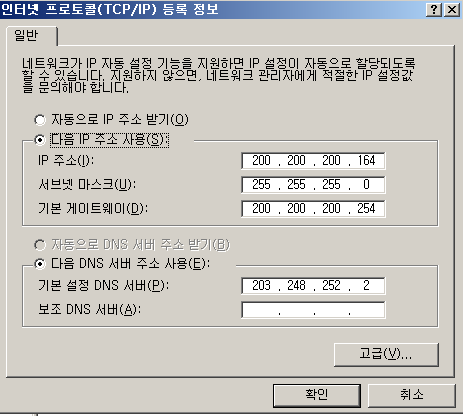 인터넷 프로토콜(TCP/IP) 등록 정보
일반
네트워크가 IP 자동 설정 기능을 지원하면 IP 설정이 자동으로 할당되도록
할 수 있습니다. 지원하지 않으면, 네트워크 관리자에게 적절한 IP 설정값
을 문의해야 합니다.
자동으로 IP 주소 받기(O)
다음 IP 주소 사용(S):
IP 주소(I): 200 . 200 . 200 . 164
서브넷 마스크(U): 255 . 255 . 255 . 0
기본 게이트웨이(D): 200 . 200 . 200 . 254
자동으로 DNS 서버 주소 받기(B)
다음 DNS 서버 주소 사용(E):
기본 설정 DNS 서버(P): 203 . 248 . 252 . 2
보조 DNS 서버(A): . . .
고급(V)...
확인 취소